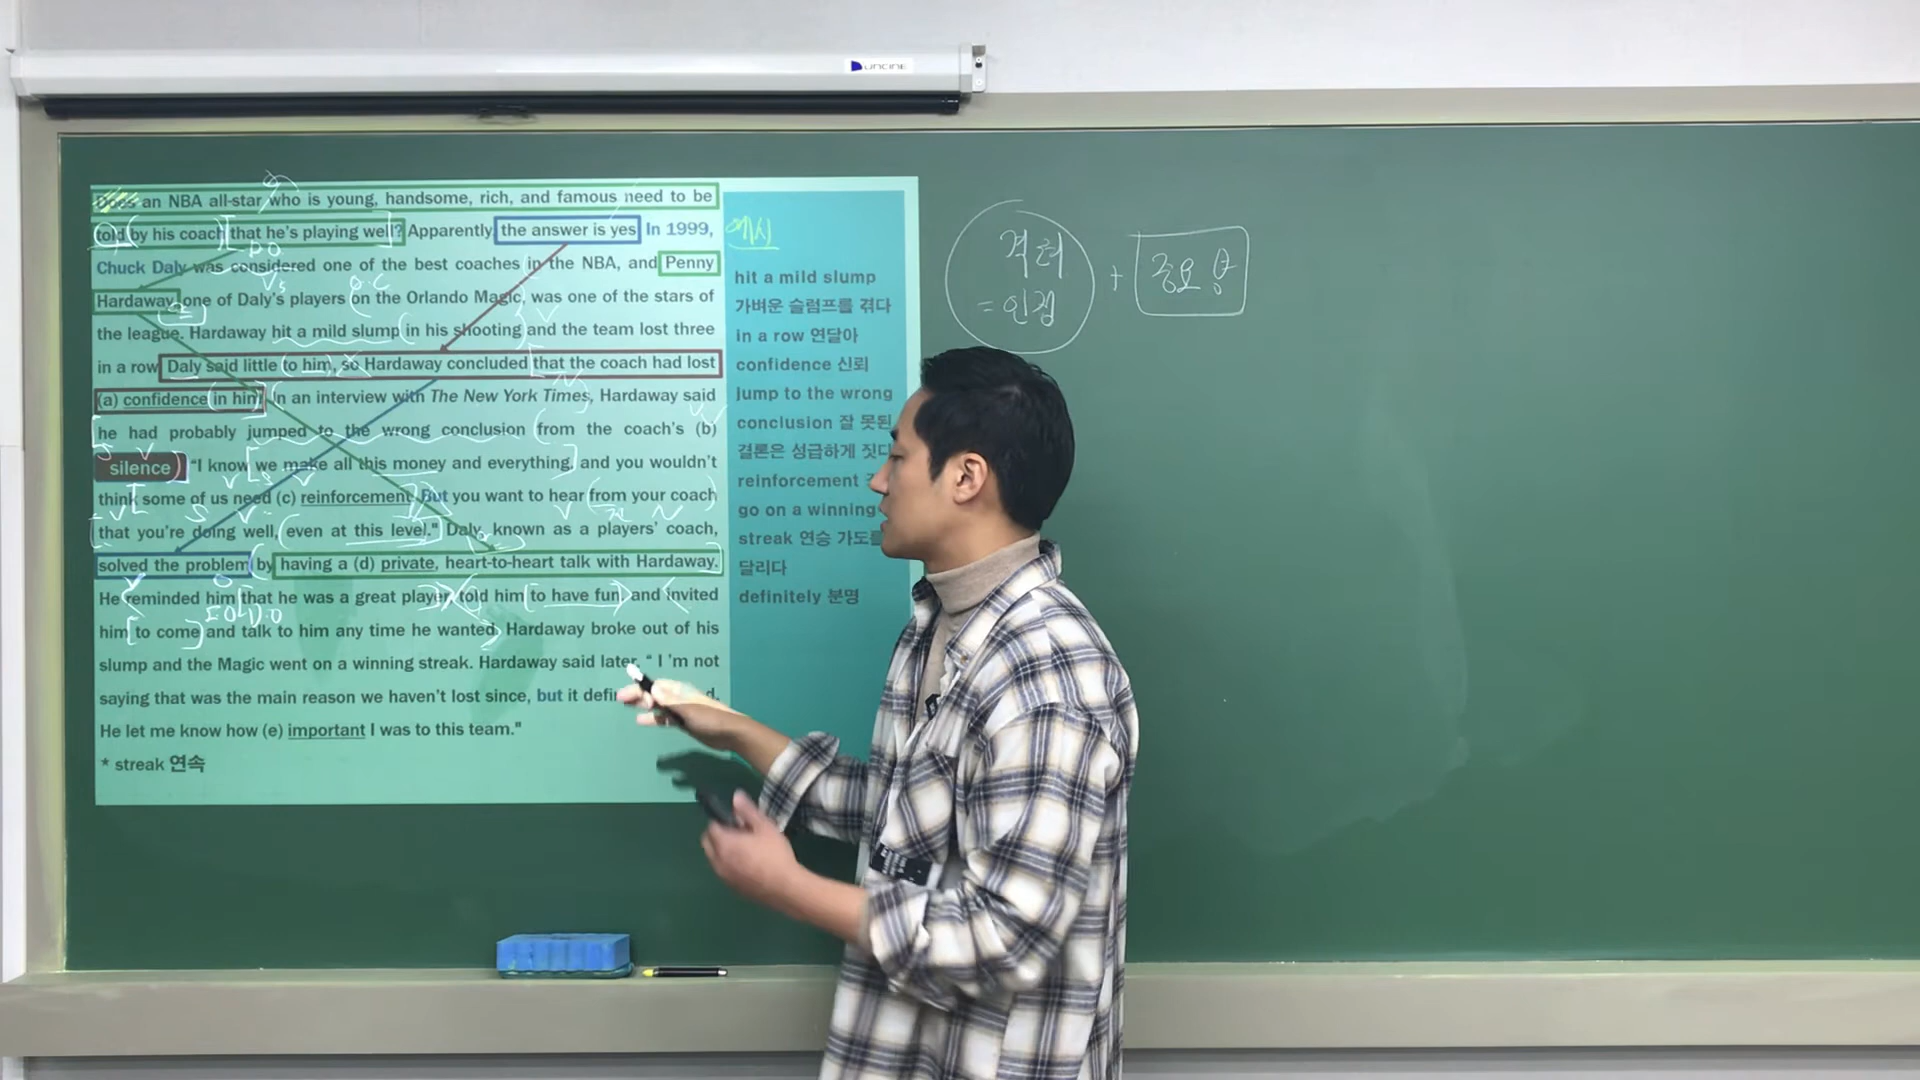 UNCINE
Does an NBA all-star who is young, handsome, rich, and famous need to be
told by his coach that he's playing well? Apparently, the answer is yes In 1999,
Chuck Daly was considered one of the best coaches in the NBA, and Penny
Hardaway, one of Daly's players on the Orlando Magic, was one of the stars of
the league. Hardaway hit a mild slump in his shooting and the team lost three
in a row Daly said little to him, so Hardaway concluded that the coach had lost
(a) confidence in him In an interview with The New York Times, Hardaway said
he had probably jumped to the wrong conclusion from the coach's (b)
silence "I know we make all this money and everything, and you wouldn't
think some of us need (c) reinforcement. But you want to hear from your coach
that you're doing well, even at this level." Daly, known as a players' coach,
solved the problem by having a (d) private, heart-to-heart talk with Hardaway.
He reminded him that he was a great player, told him to have fun, and invited
him to come and talk to him any time he wanted. Hardaway broke out of his
slump and the Magic went on a winning streak. Hardaway said later, " I 'm not
saying that was the main reason we haven't lost since, but it
He let me know how (e) important I was to this team."
* streak 연속
예시
hit a mild slump
가벼운 슬럼프를 겪다
in a row 연달아
confidence 신뢰
jump to the wrong
conclusion 잘 못된
결론은 성급하게 짓다
reinforcement
go on a winning
streak 연승 가도를
달리다
definitely 분명
격려
= 인정
+ 중요성